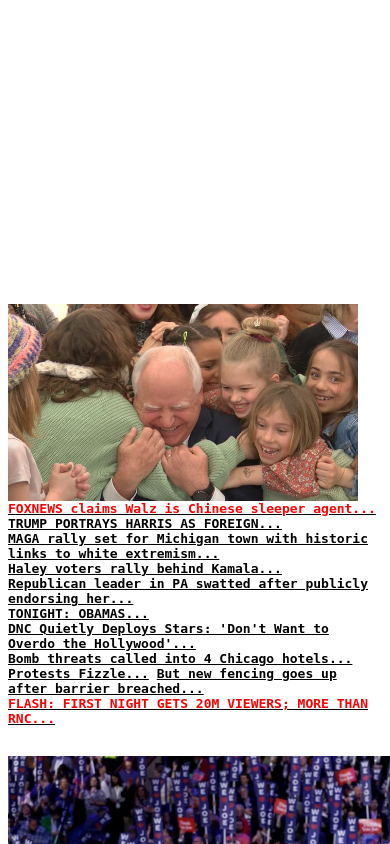 FOXNEWS claims Walz is Chinese sleeper agent...
TRUMP PORTRAYS HARRIS AS FOREIGN...
MAGA rally set for Michigan town with historic
links to white extremism...
Haley voters rally behind Kamala...
Republican leader in PA swatted after publicly
endorsing her...
TONIGHT: OBAMAS...
DNC Quietly Deploys Stars: 'Don't Want to
Overdo the Hollywood'...
Bomb threats called into 4 Chicago hotels...
Protests Fizzle... But new fencing goes up
after barrier breached...
FLASH: FIRST NIGHT GETS 20M VIEWERS; MORE THAN
RNC...